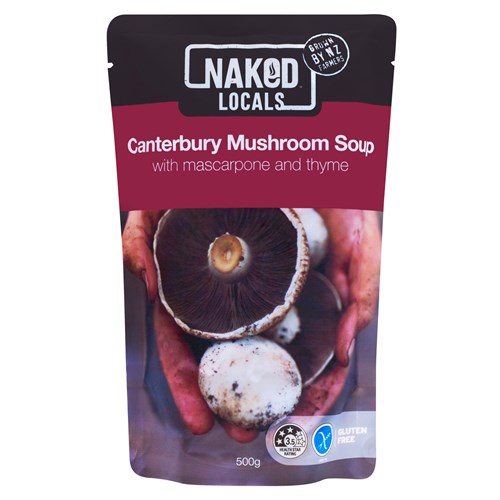 NAKED
LOCALS
GROWN
BY NZ
FARMERS
Canterbury Mushroom Soup
with mascarpone and thyme
3.5
HEALTH STAR
RATING
GLUTEN
FREE
500g